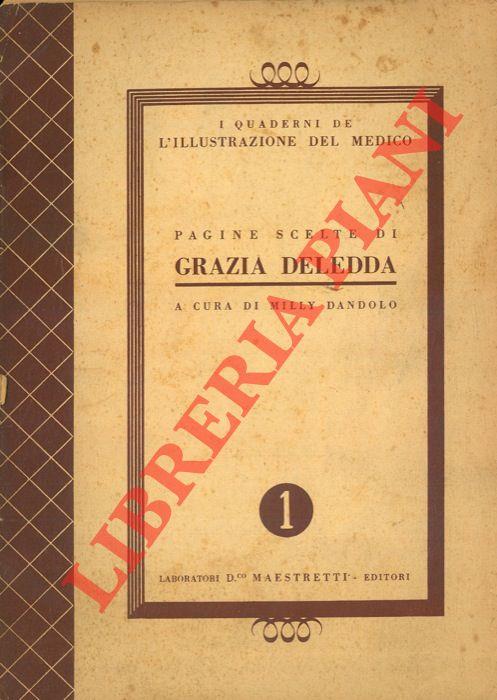 I QUADERNI DE
L'ILLUSTRAZIONE DEL MEDICO
PAGINE SCELTE DI
GRAZIA DELEDDA
A CURA DI MILLY DANDOLO
1
LABORATORI D.co MAESTRETTI - EDITORI
LIBRERIA PIANI